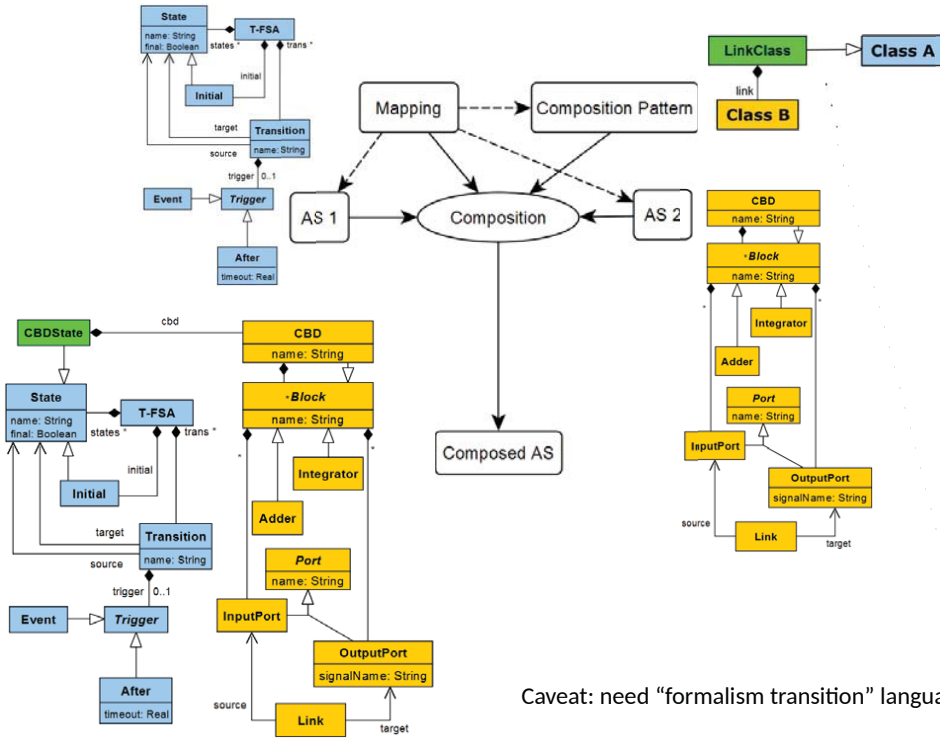 State
name: String
final: Boolean
T-FSA
states *
trans *
initial
Initial
target
source
Transition
name: String
trigger
0..1
Event
Trigger
After
timeout: Real
Mapping
Composition Pattern
AS 1
Composition
AS 2
Composed AS
LinkClass
Class A
link
Class B
CBD
name: String
*Block
name: String
*
*
Integrator
Adder
Port
name: String
InputPort
OutputPort
signalName: String
source
Link
target
CBDState
cbd
CBD
name: String
State
name: String
final: Boolean
T-FSA
states *
trans *
initial
Initial
target
source
Transition
name: String
trigger
0..1
Event
Trigger
After
timeout: Real
*Block
name: String
*
*
Integrator
Adder
Port
name: String
InputPort
OutputPort
signalName: String
source
Link
target
Caveat: need “formalism transition” langua